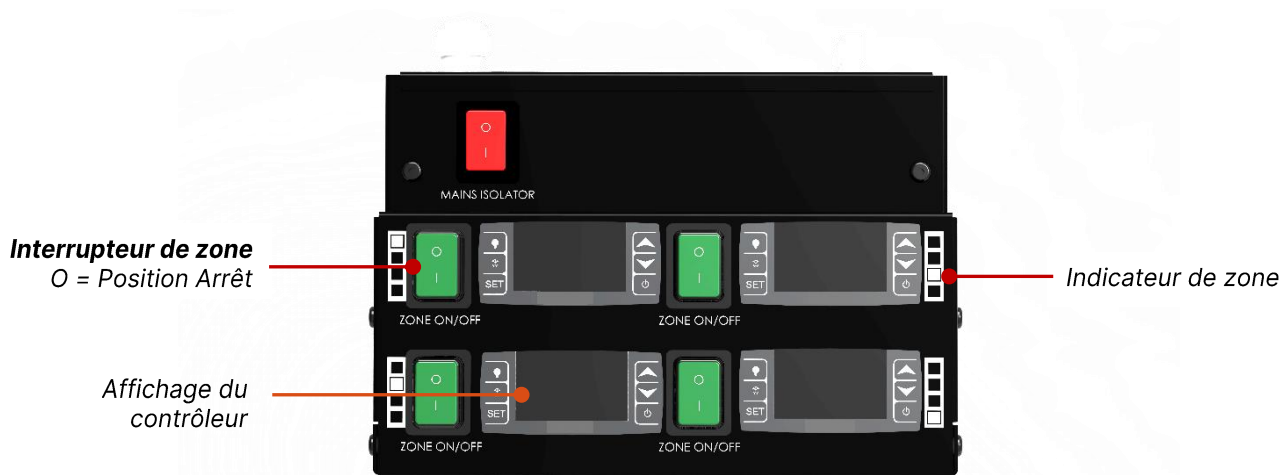 O
I
MAINS ISOLATOR
Interrupteur de zone
O = Position Arrêt
O
I
SET
O
I
SET
Indicateur de zone
ZONE ON/OFF
ZONE ON/OFF
Affichage du
contrôleur
O
I
SET
O
I
SET
ZONE ON/OFF
ZONE ON/OFF